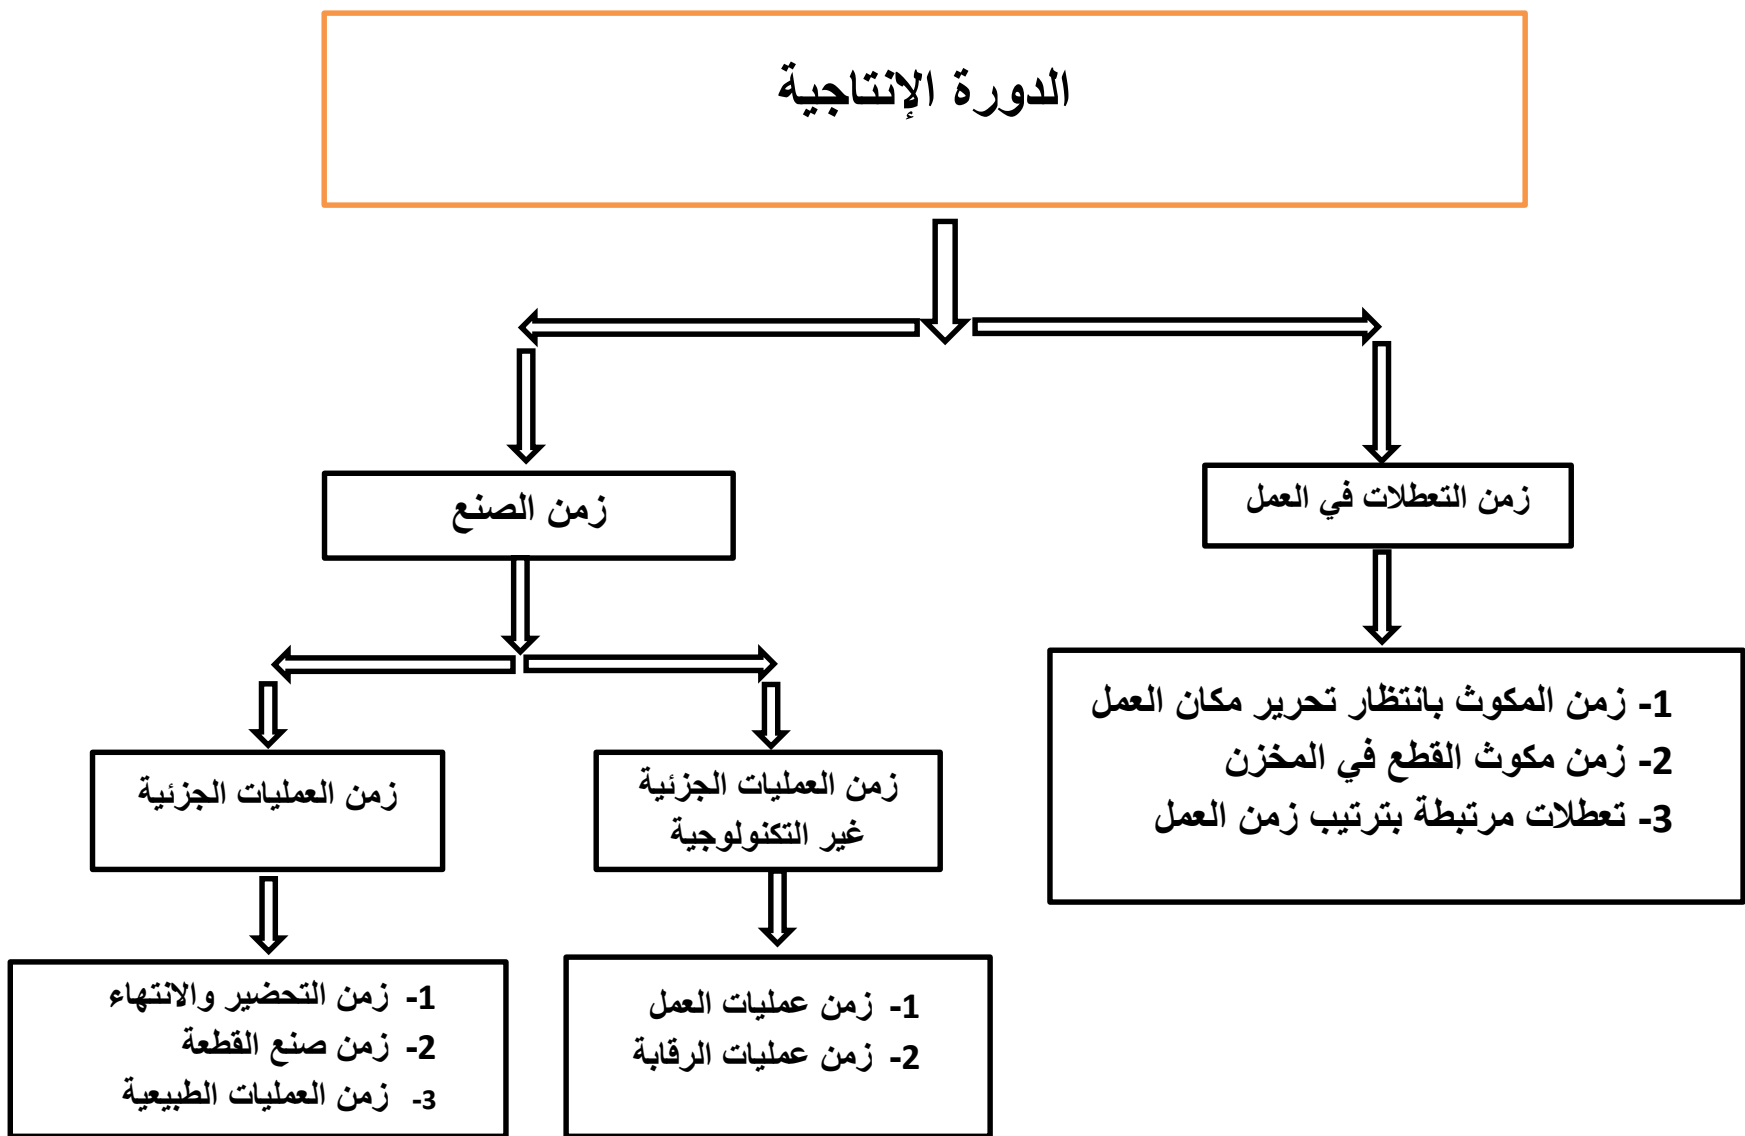 الدورة الإنتاجية
زمن التعطلات في العمل
زمن الصنع
1- زمن المكوث بانتظار تحرير مكان العمل
2- زمن مكوث القطع في المخزن
3- تعطلات مرتبطة بترتيب زمن العمل
زمن العمليات الجزئية
غير التكنولوجية
زمن العمليات الجزئية
1- زمن عمليات العمل
2- زمن عمليات الرقابة
1- زمن التحضير والانتهاء
2- زمن صنع القطعة
3- زمن العمليات الطبيعية